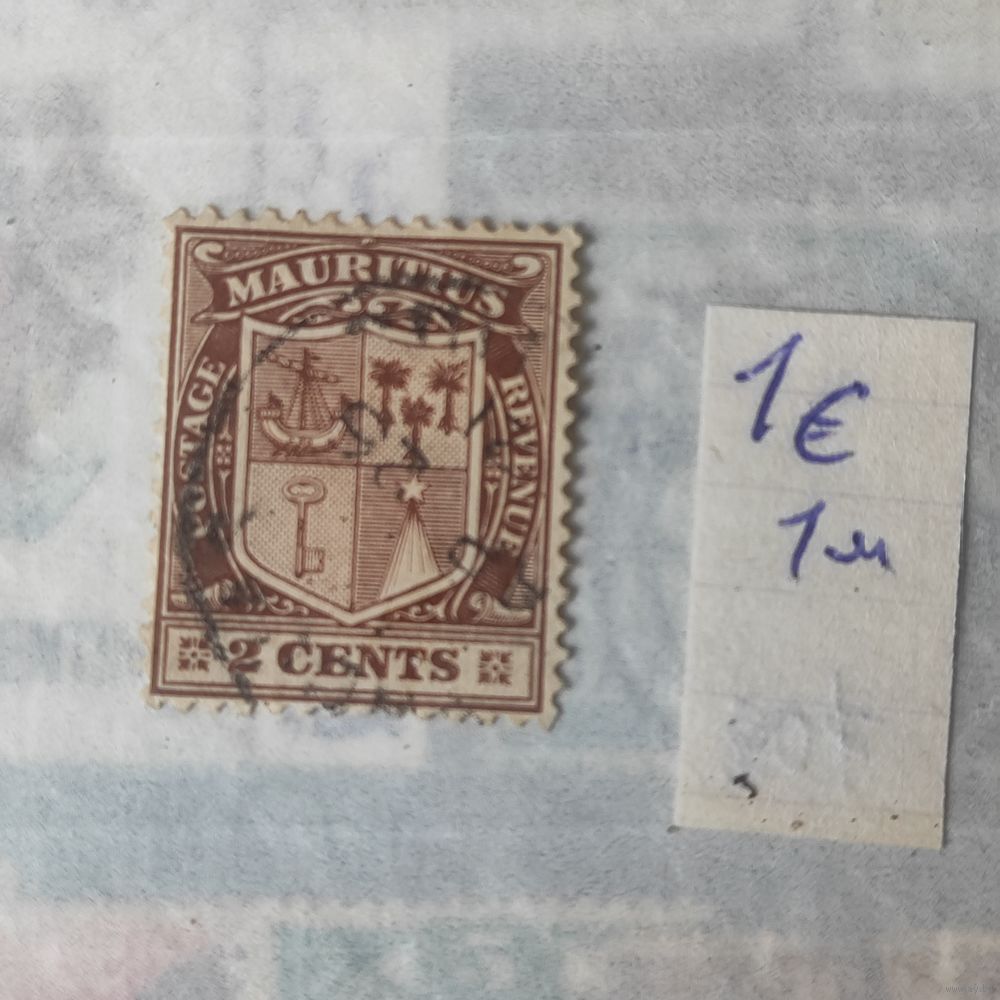 MAURITIUS
POSTAGE
REVENUE
2 CENTS
1€
1м